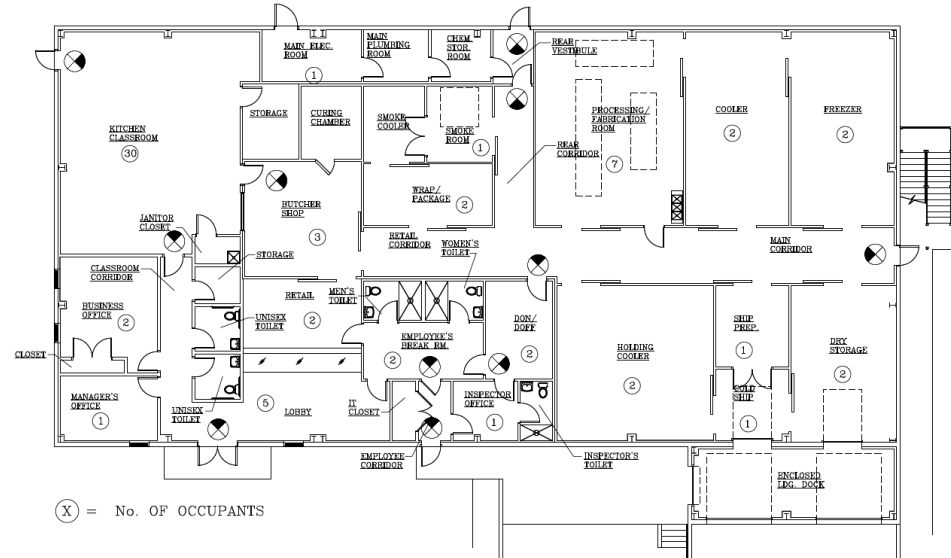 MAIN ELEC.
ROOM
1
MAIN
PLUMBING
ROOM
CHEM.
STOR.
ROOM
REAR
VESTIBULE
KITCHEN
CLASSROOM
30
STORAGE
CURING
CHAMBER
SMOKE
COOLER
SMOKE
ROOM
1
PROCESSING/
FABRICATION
ROOM
7
COOLER
2
FREEZER
2
REAR
CORRIDOR
WRAP/
PACKAGE
2
BUTCHER
SHOP
3
JANITOR
CLOSET
RETAIL
CORRIDOR
WOMEN'S
TOILET
MAIN
CORRIDOR
STORAGE
CLASSROOM
CORRIDOR
BUSINESS
OFFICE
2
RETAIL
2
MEN'S
TOILET
UNISEX
TOILET
EMPLOYEE'S
BREAK RM.
2
DON/
DOFF
2
HOLDING
COOLER
2
SHIP
PREP.
1
DRY
STORAGE
2
CLOSET
MANAGER'S
OFFICE
1
UNISEX
TOILET
5
LOBBY
IT
CLOSET
INSPECTOR
OFFICE
1
COLD
SHIP
1
EMPLOYEE
CORRIDOR
INSPECTOR'S
TOILET
ENCLOSED
LDG. DOCK
X = No. OF OCCUPANTS